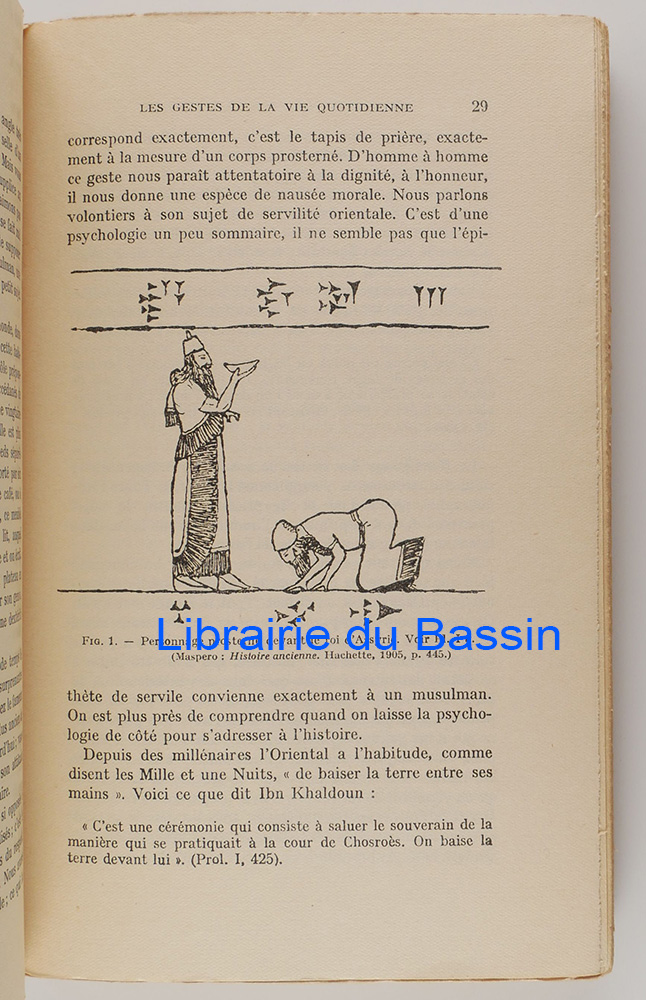 LES GESTES DE LA VIE QUOTIDIENNE 29
correspond exactement, c'est le tapis de prière, exacte-
ment à la mesure d'un corps prosterné. D'homme à homme
ce geste nous paraît attentatoire à la dignité, à l'honneur,
il nous donne une espèce de nausée morale. Nous parlons
volontiers à son sujet de servilité orientale. C'est d'une
psychologie un peu sommaire, il ne semble pas que l'épi-
FIG. 1. — Personnage prosterné devant le roi d'Assyrie. Voir
Librairie du Bassin
(Maspero : Histoire ancienne. Hachette, 1905, p. 445.)
thète de servile convienne exactement à un musulman.
On est plus près de comprendre quand on laisse la psycho-
logie de côté pour s'adresser à l'histoire.
Depuis des millénaires l'Oriental a l'habitude, comme
disent les Mille et une Nuits, « de baiser la terre entre ses
mains ». Voici ce que dit Ibn Khaldoun :
« C'est une cérémonie qui consiste à saluer le souverain de la
manière qui se pratiquait à la cour de Chosroès. On baise la
terre devant lui ». (Prol. I, 425).